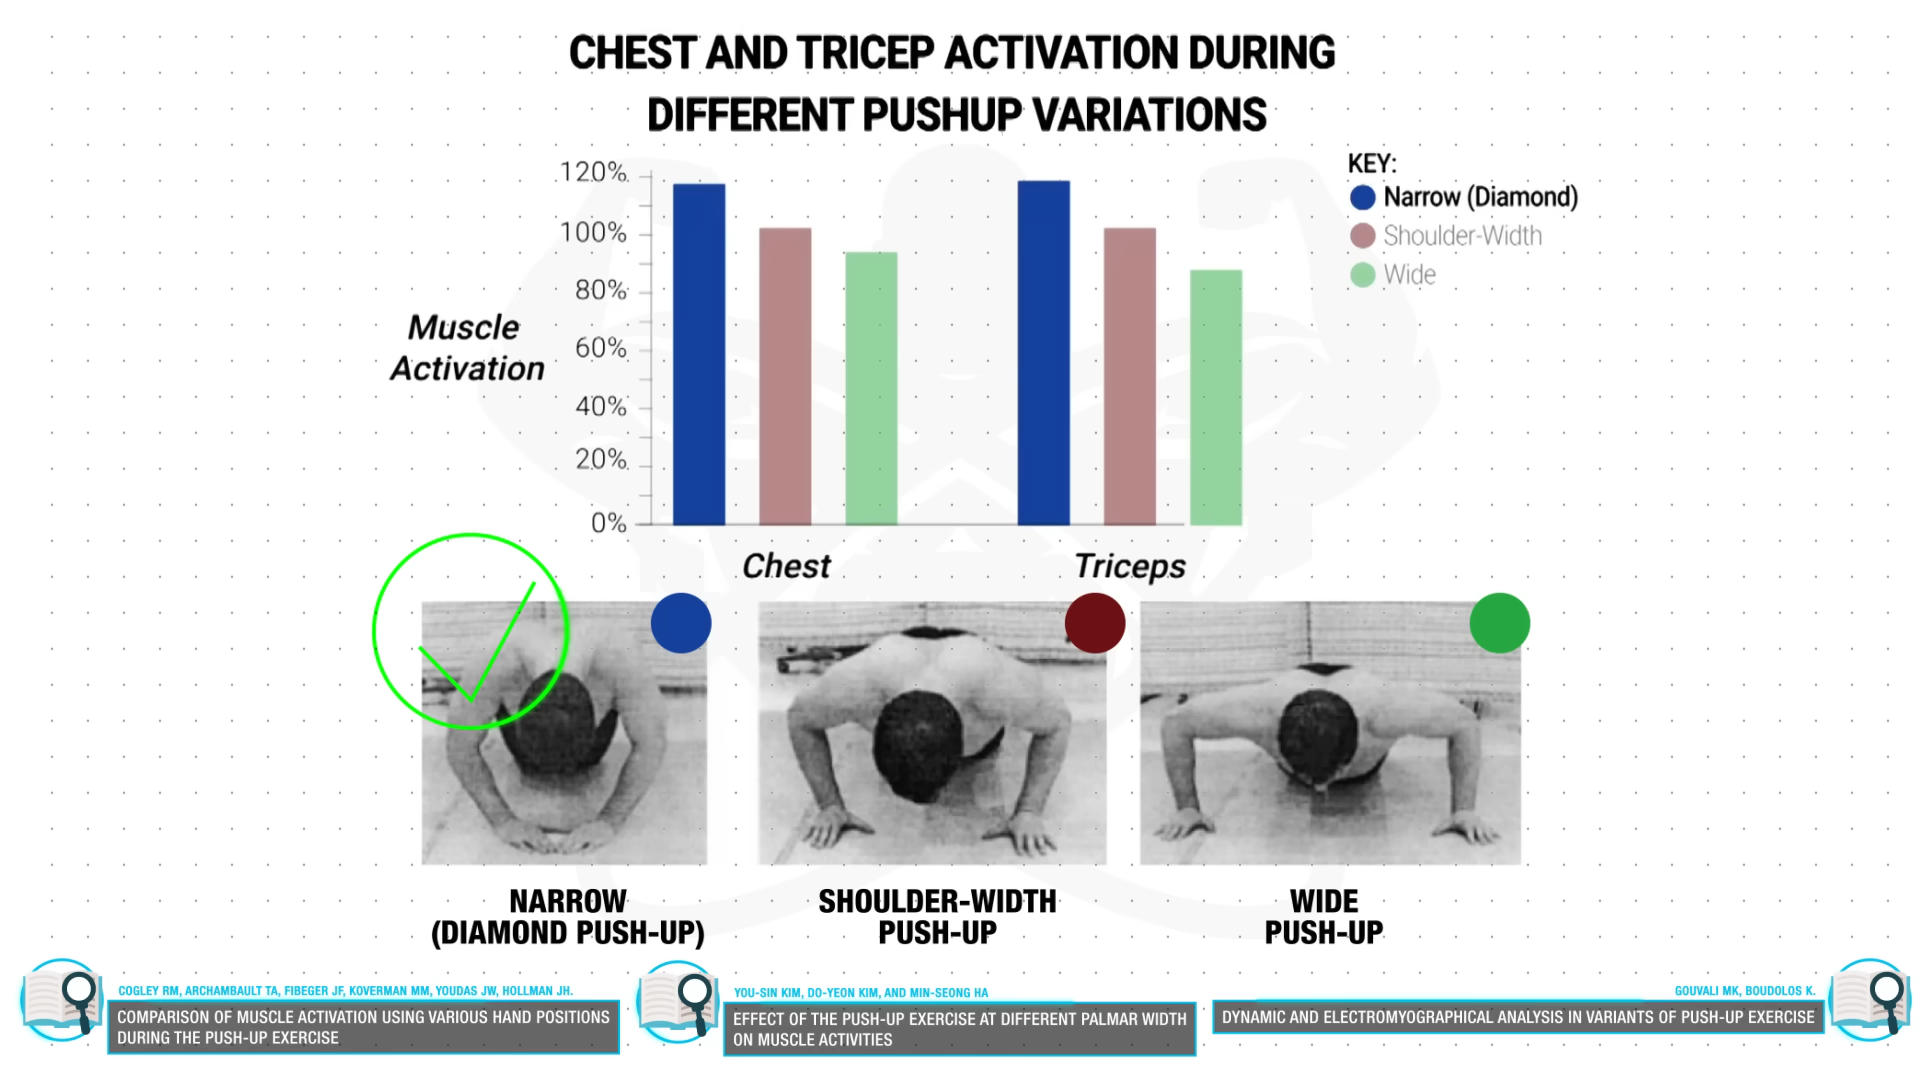 CHEST AND TRICEP ACTIVATION DURING
DIFFERENT PUSHUP VARIATIONS
KEY:
Narrow (Diamond)
Shoulder-Width
Wide
120%
100%
80%
60%
40%
20%
0%
Muscle
Activation
Chest
Triceps
NARROW
(DIAMOND PUSH-UP)
SHOULDER-WIDTH
PUSH-UP
WIDE
PUSH-UP
COGLEY RM, ARCHAMBAULT TA, FIBEGER JF, KOVERMAN MM, YOUDAS JW, HOLLMAN JH.
COMPARISON OF MUSCLE ACTIVATION USING VARIOUS HAND POSITIONS
DURING THE PUSH-UP EXERCISE
YOU-SIN KIM, DO-YEON KIM, AND MIN-SEONG HA
EFFECT OF THE PUSH-UP EXERCISE AT DIFFERENT PALMAR WIDTH
ON MUSCLE ACTIVITIES
GOUVALI MK, BOUDOLOS K.
DYNAMIC AND ELECTROMYOGRAPHICAL ANALYSIS IN VARIANTS OF PUSH-UP EXERCISE